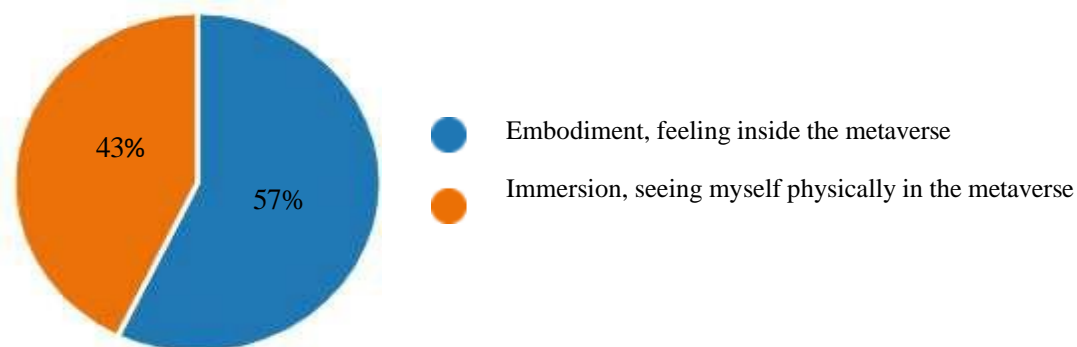 43%
57%
Embodiment, feeling inside the metaverse
Immersion, seeing myself physically in the metaverse